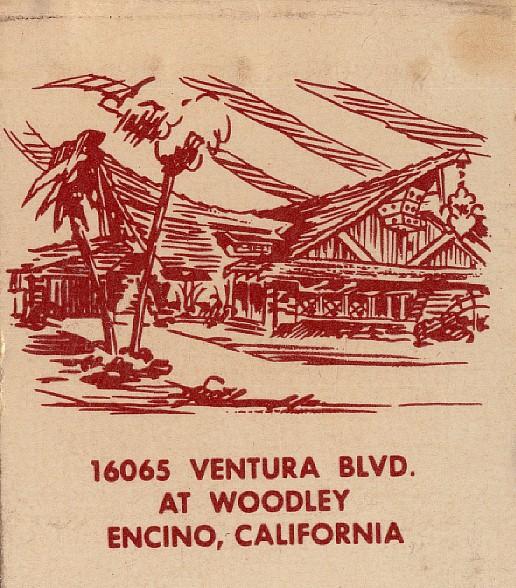 16065 VENTURA BLVD.
AT WOODLEY
ENCINO, CALIFORNIA